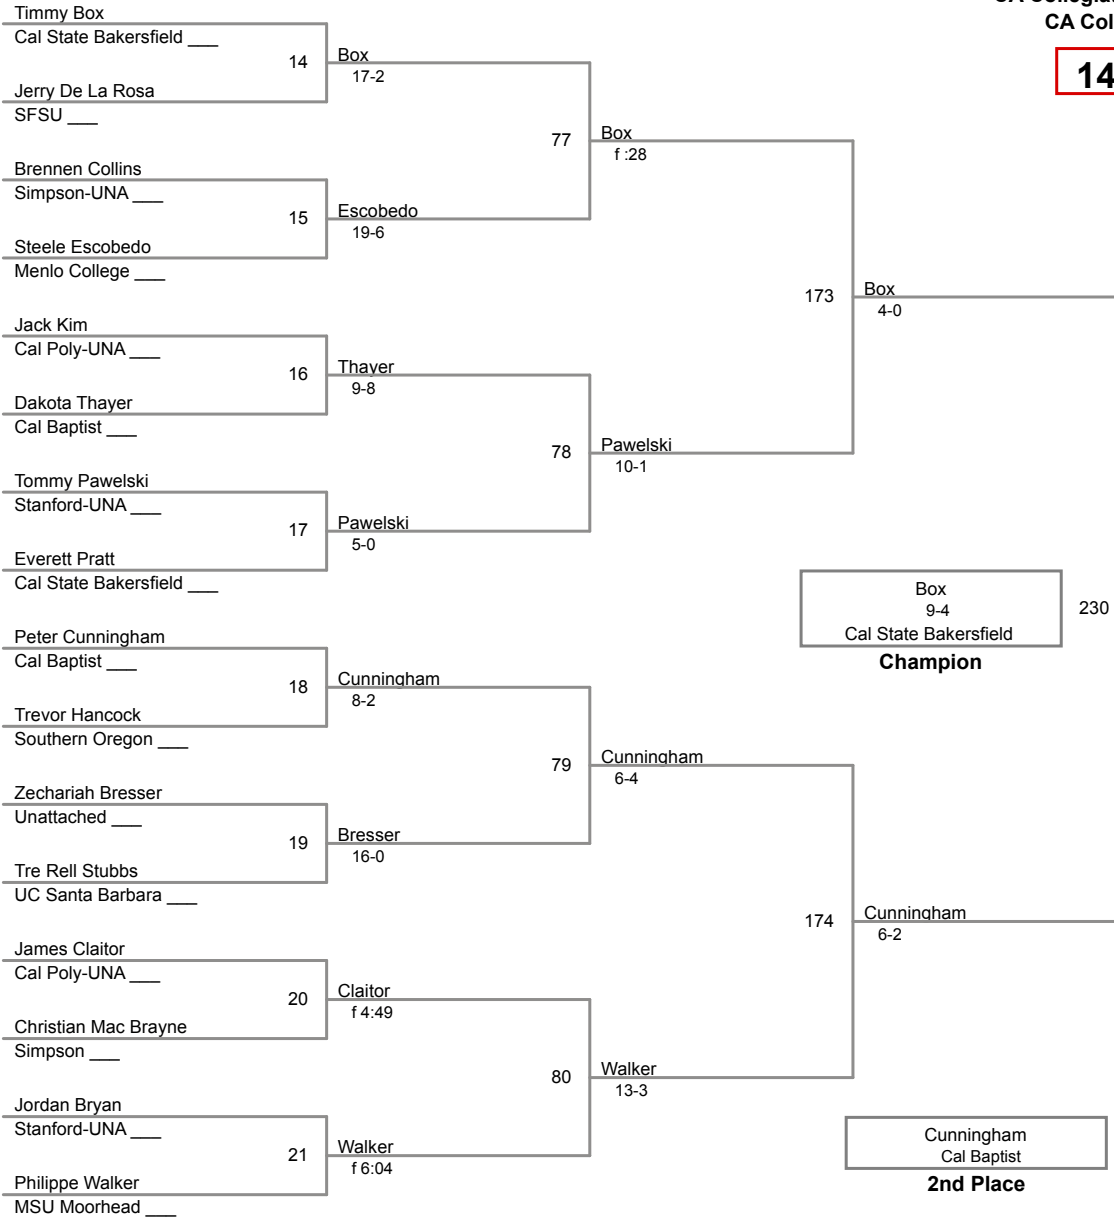 Timmy Box
Cal State Bakersfield ___
14
Box
17-2
Jerry De La Rosa
SFSU ___
77
Box
f :28
Brennen Collins
Simpson-UNA ___
15
Escobedo
19-6
Steele Escobedo
Menlo College ___
173
Box
4-0
Jack Kim
Cal Poly-UNA ___
16
Thayer
9-8
Dakota Thayer
Cal Baptist ___
78
Pawelski
10-1
Tommy Pawelski
Stanford-UNA ___
17
Pawelski
5-0
Everett Pratt
Cal State Bakersfield ___
Box
9-4
Cal State Bakersfield
230
Champion
Peter Cunningham
Cal Baptist ___
18
Cunningham
8-2
Trevor Hancock
Southern Oregon ___
79
Cunningham
6-4
Zechariah Bresser
Unattached ___
19
Bresser
16-0
Tre Rell Stubbs
UC Santa Barbara ___
174
Cunningham
6-2
James Claitor
Cal Poly-UNA ___
20
Claitor
f 4:49
Christian Mac Brayne
Simpson ___
80
Walker
13-3
Jordan Bryan
Stanford-UNA ___
21
Walker
f 6:04
Philippe Walker
MSU Moorhead ___
Cunningham
Cal Baptist
2nd Place
CA Col
14